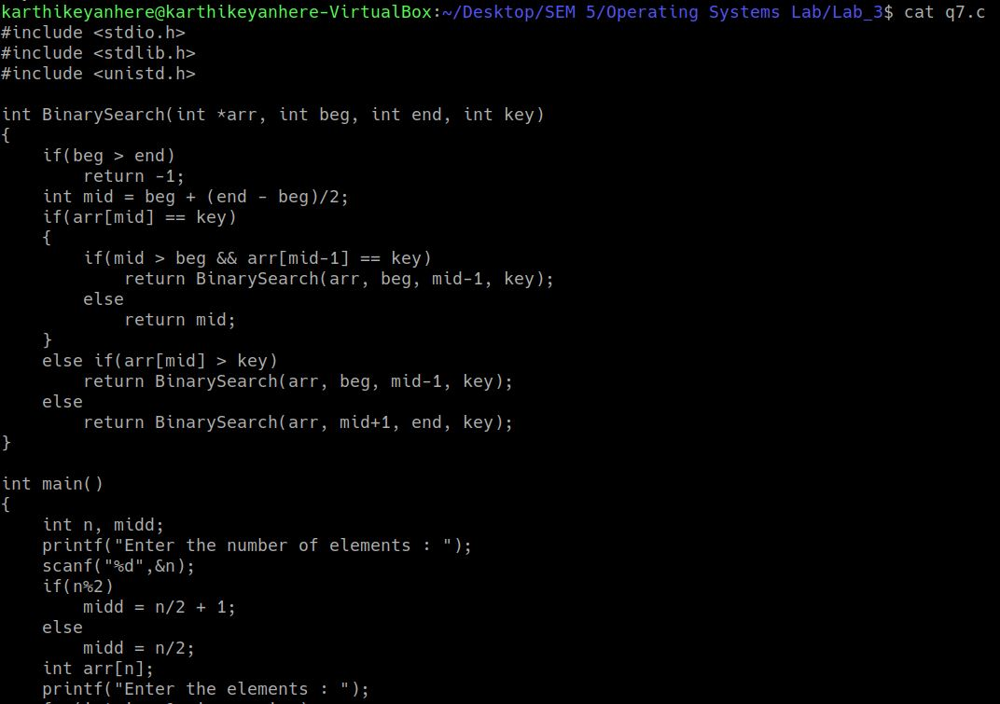 karthikeyanhere@karthikeyanhere-VirtualBox:~/Desktop/SEM 5/Operating Systems Lab/Lab_3$ cat q7.c
#include <stdio.h>
#include <stdlib.h>
#include <unistd.h>

int BinarySearch(int *arr, int beg, int end, int key)
{
    if(beg > end)
        return -1;
    int mid = beg + (end - beg)/2;
    if(arr[mid] == key)
    {
        if(mid > beg && arr[mid-1] == key)
            return BinarySearch(arr, beg, mid-1, key);
        else
            return mid;
    }
    else if(arr[mid] > key)
        return BinarySearch(arr, beg, mid-1, key);
    else
        return BinarySearch(arr, mid+1, end, key);
}

int main()
{
    int n, midd;
    printf("Enter the number of elements : ");
    scanf("%d",&n);
    if(n%2)
        midd = n/2 + 1;
    else
        midd = n/2;
    int arr[n];
    printf("Enter the elements : ");